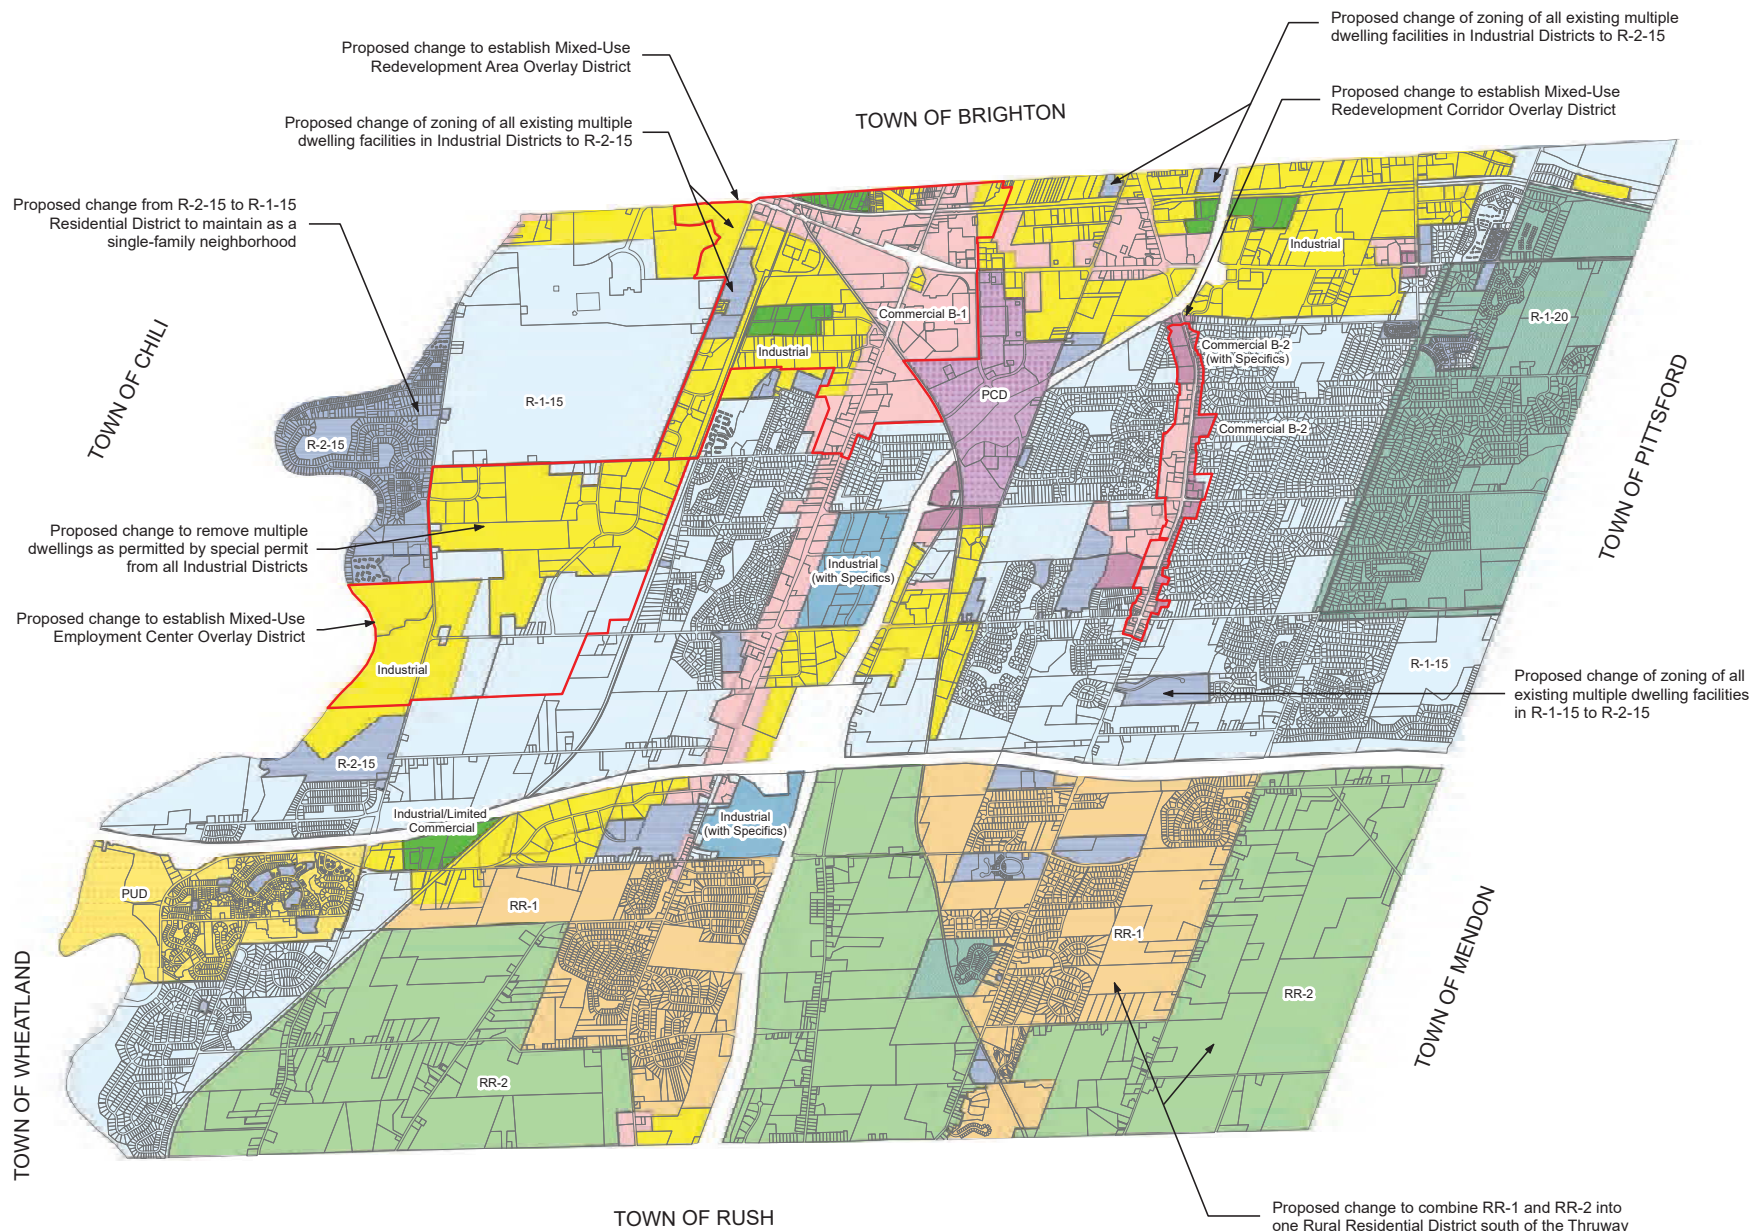 Proposed change of zoning of all existing multiple
dwelling facilities in Industrial Districts to R-2-15
Proposed change to establish Mixed-Use
Redevelopment Area Overlay District
Proposed change to establish Mixed-Use
Redevelopment Corridor Overlay District
TOWN OF BRIGHTON
Proposed change of zoning of all existing multiple
dwelling facilities in Industrial Districts to R-2-15
Proposed change from R-2-15 to R-1-15
Residential District to maintain as a
single-family neighborhood
Industrial
Commercial B-1
R-1-20
Commercial B-2
(with Specifics)
Industrial
TOWN OF CHILI
PCD
R-1-15
TOWN OF PITTSFORD
Commercial B-2
R-2-15
Proposed change to remove multiple
dwellings as permitted by special permit
from all Industrial Districts
Industrial
(with Specifics)
Proposed change to establish Mixed-Use
Employment Center Overlay District
Industrial
R-1-15
Proposed change of zoning of all
existing multiple dwelling facilities
in R-1-15 to R-2-15
R-2-15
Industrial/Limited
Commercial
Industrial
(with Specifics)
PUD
RR-1
RR-1
TOWN OF MENDON
TOWN OF WHEATLAND
RR-2
RR-2
TOWN OF RUSH
Proposed change to combine RR-1 and RR-2 into
one Rural Residential District south of the Thruway